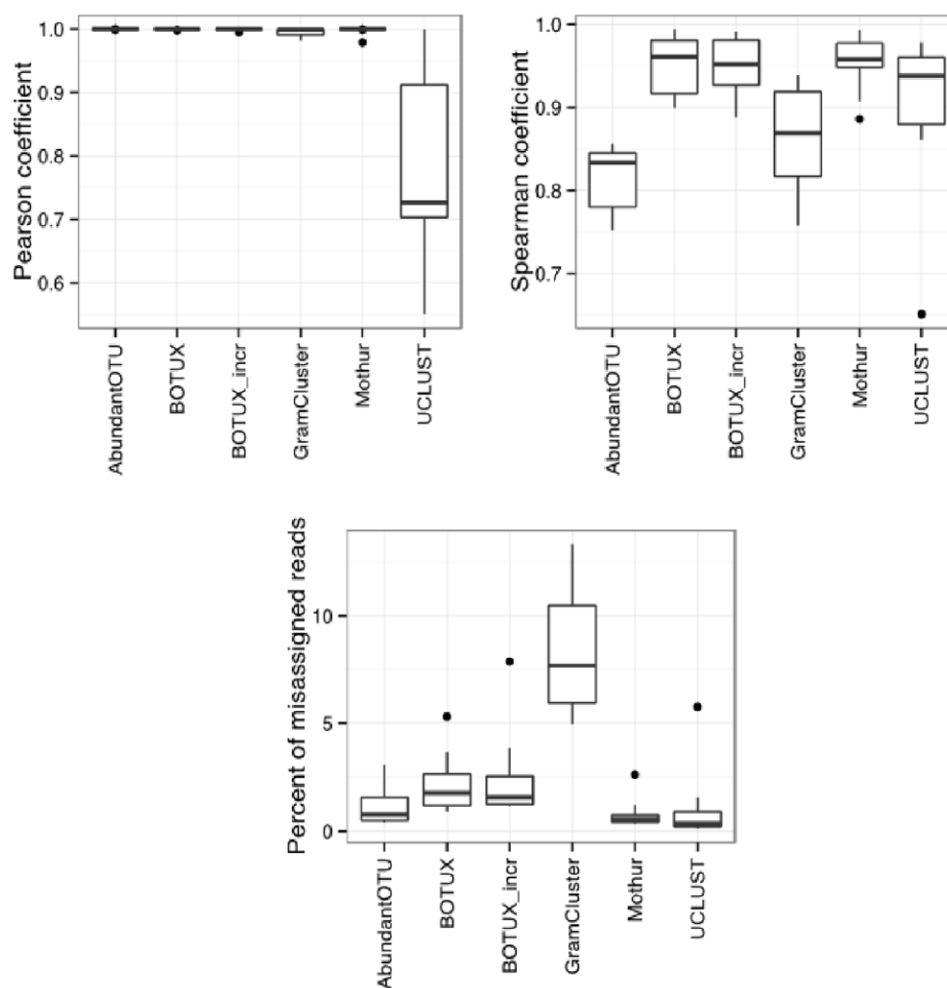 Pearson coefficient
1.0
0.9
0.8
0.7
0.6
AbundantOTU
BOTUX
BOTUX_incr
GramCluster
Mothur
UCLUST
Spearman coefficient
1.0
0.9
0.8
0.7
AbundantOTU
BOTUX
BOTUX_incr
GramCluster
Mothur
UCLUST
Percent of misassigned reads
10
5
0
AbundantOTU
BOTUX
BOTUX_incr
GramCluster
Mothur
UCLUST